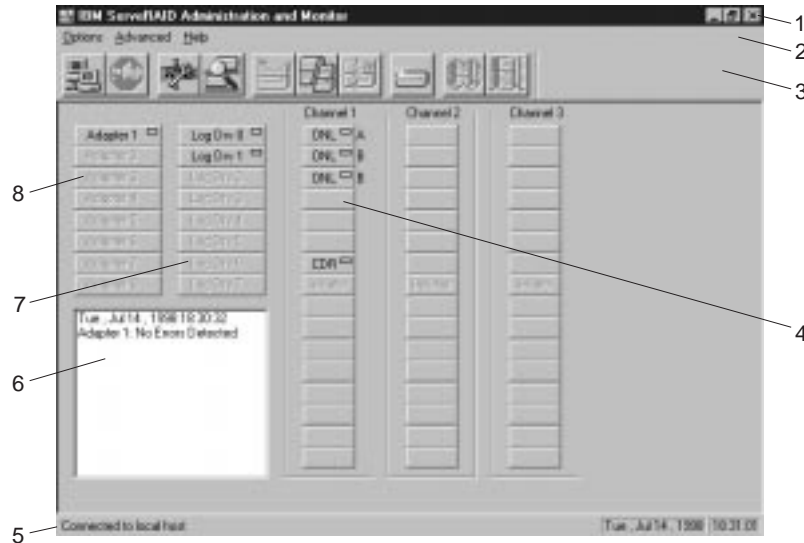 IBM ServeRAID Administration and Monitor
Options Advanced Help
Channel 1 Channel 2 Channel 3
Adapter 1 Log Drv 0 ONL A
Log Drv 1 ONL B
ONL B
CDR
Tue , Jul 14 , 1998 18:30:32
Adapter 1: No Errors Detected
Connected to local host
Tue , Jul 14 , 1998 18:31:01
1
2
3
4
5
6
7
8